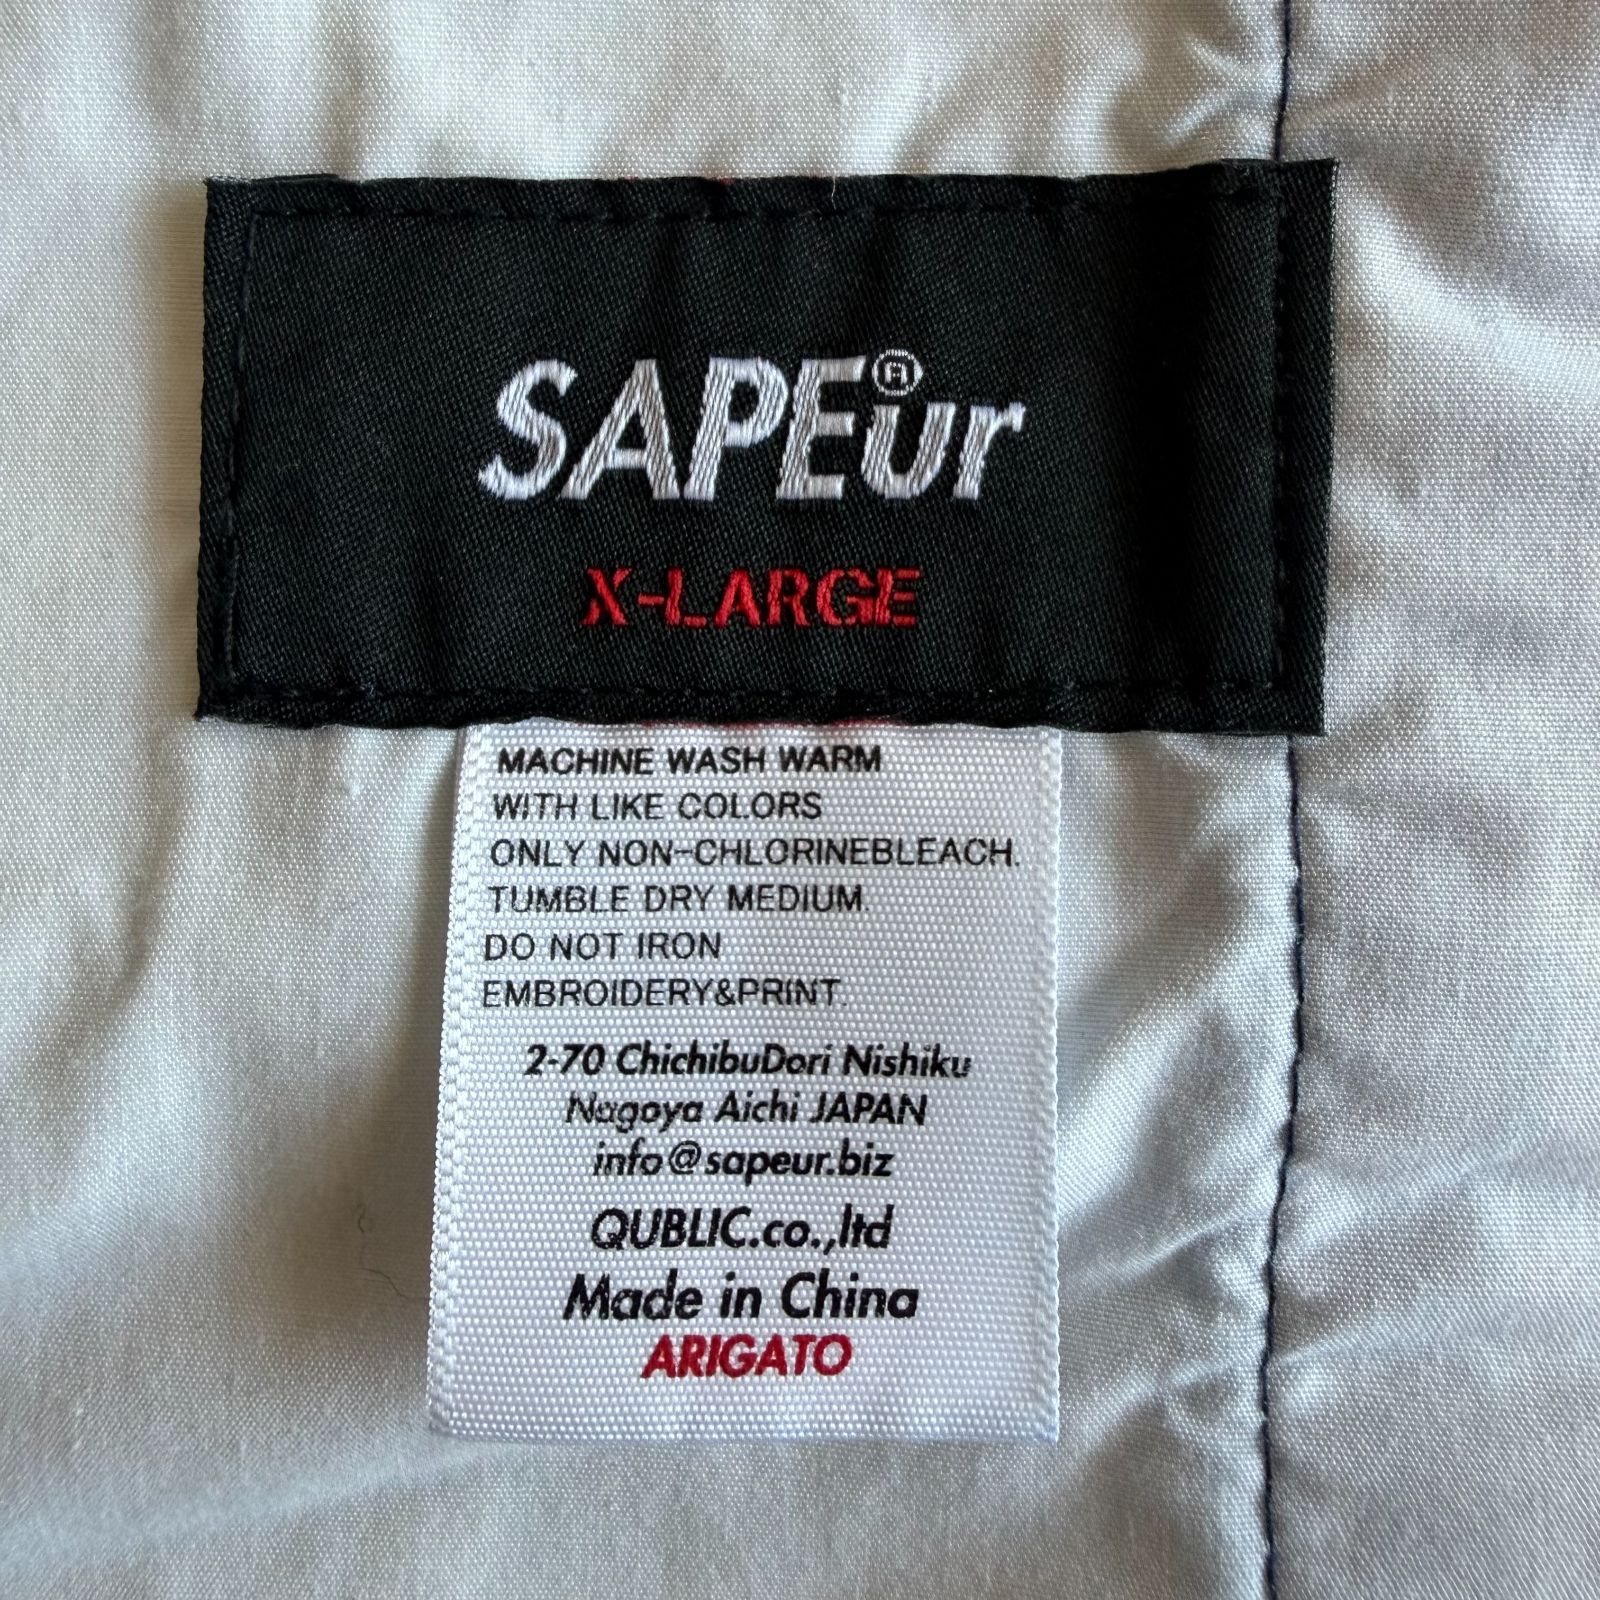 SAPEur®
X-LARGE
MACHINE WASH WARM
WITH LIKE COLORS
ONLY NON-CHLORINEBLEACH.
TUMBLE DRY MEDIUM.
DO NOT IRON
EMBROIDERY&PRINT.
2-70 ChichibuDori Nishiku
Nagoya Aichi JAPAN
info@sapeur.biz
QUBLIC.co.,ltd
Made in China
ARIGATO